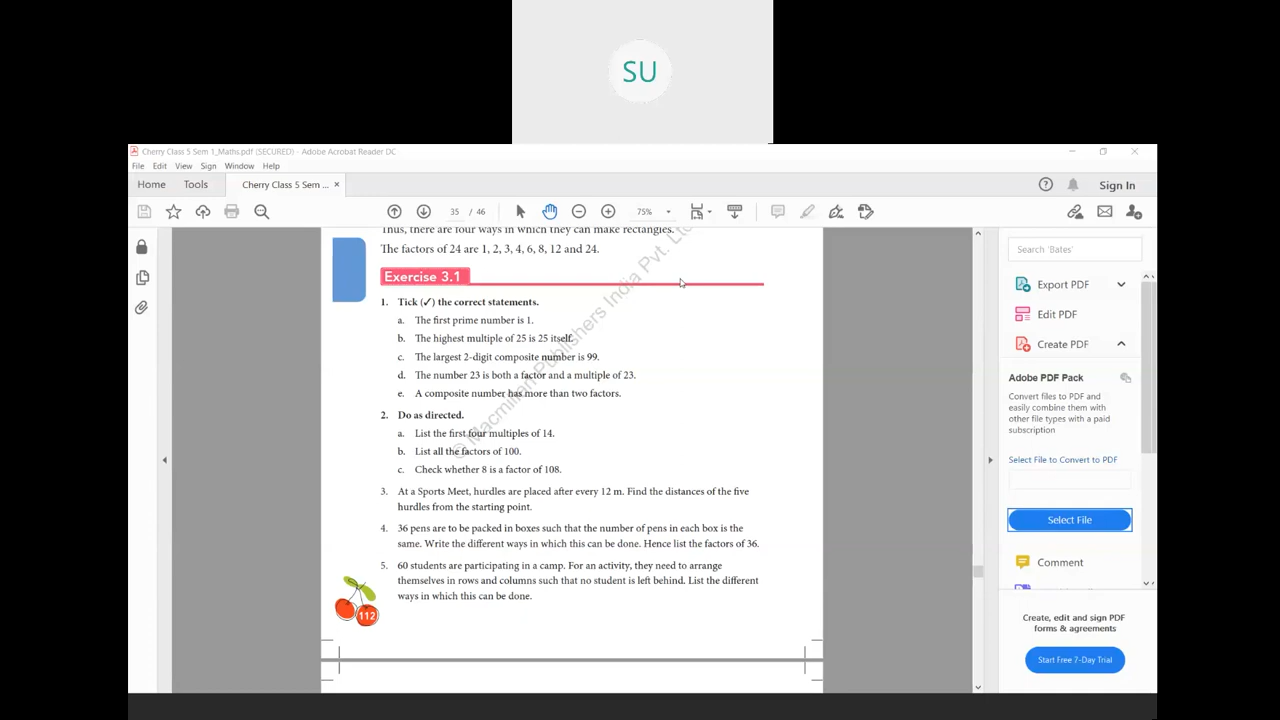 SU
Cherry Class 5 Sem 1_Maths.pdf (SECURED) - Adobe Acrobat Reader DC
File Edit View Sign Window Help
Home Tools Cherry Class 5 Sem ... × Sign In
35 / 46 75%
Thus, there are four ways in which they can make rectangles.
The factors of 24 are 1, 2, 3, 4, 6, 8, 12 and 24.
Exercise 3.1
1. Tick (✓) the correct statements.
a. The first prime number is 1.
b. The highest multiple of 25 is 25 itself.
c. The largest 2-digit composite number is 99.
d. The number 23 is both a factor and a multiple of 23.
e. A composite number has more than two factors.
2. Do as directed.
a. List the first four multiples of 14.
b. List all the factors of 100.
c. Check whether 8 is a factor of 108.
3. At a Sports Meet, hurdles are placed after every 12 m. Find the distances of the five
hurdles from the starting point.
4. 36 pens are to be packed in boxes such that the number of pens in each box is the
same. Write the different ways in which this can be done. Hence list the factors of 36.
5. 60 students are participating in a camp. For an activity, they need to arrange
themselves in rows and columns such that no student is left behind. List the different
ways in which this can be done.
112
© Macmillan Publishers India Pvt. Ltd
Search 'Bates'
Export PDF
Edit PDF
Create PDF
Adobe PDF Pack
Convert files to PDF and
easily combine them with
other file types with a paid
subscription
Select File to Convert to PDF
Select File
Comment
Create, edit and sign PDF
forms & agreements
Start Free 7-Day Trial